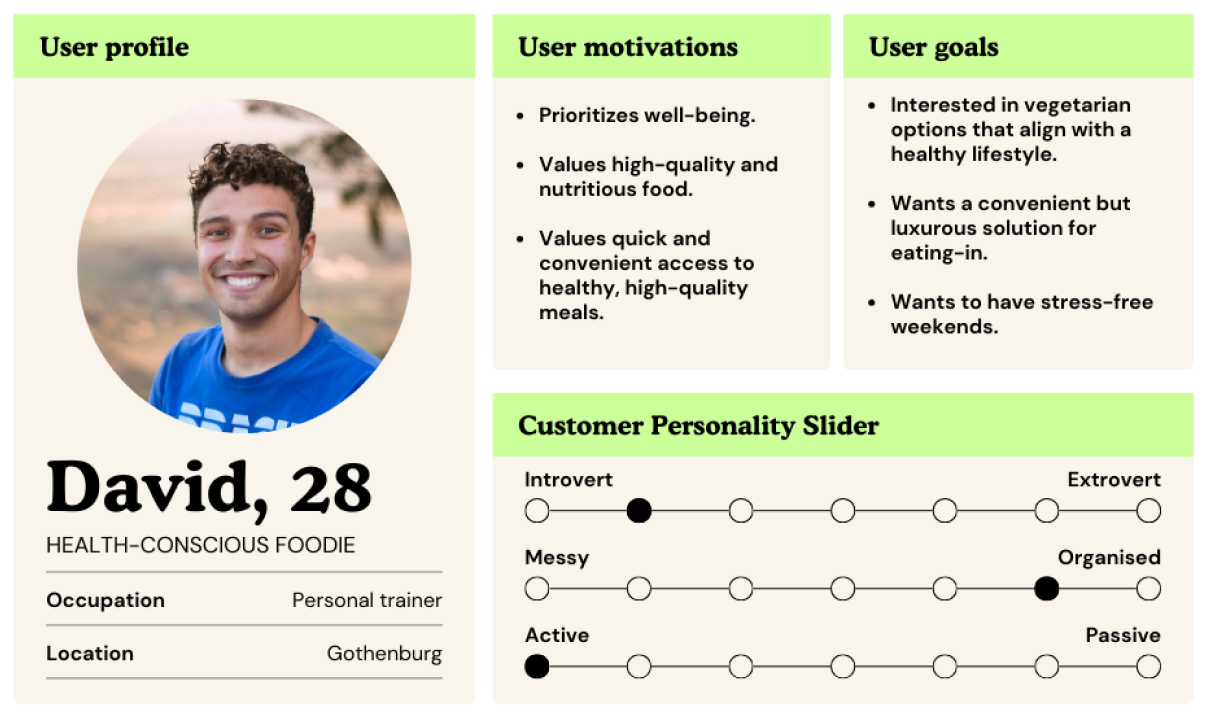 User profile
David, 28
HEALTH-CONSCIOUS FOODIE
Occupation Personal trainer
Location Gothenburg
User motivations
• Prioritizes well-being.
• Values high-quality and
nutritious food.
• Values quick and
convenient access to
healthy, high-quality
meals.
User goals
• Interested in vegetarian
options that align with a
healthy lifestyle.
• Wants a convenient but
luxurous solution for
eating-in.
• Wants to have stress-free
weekends.
Customer Personality Slider
Introvert Extrovert
Messy Organised
Active Passive